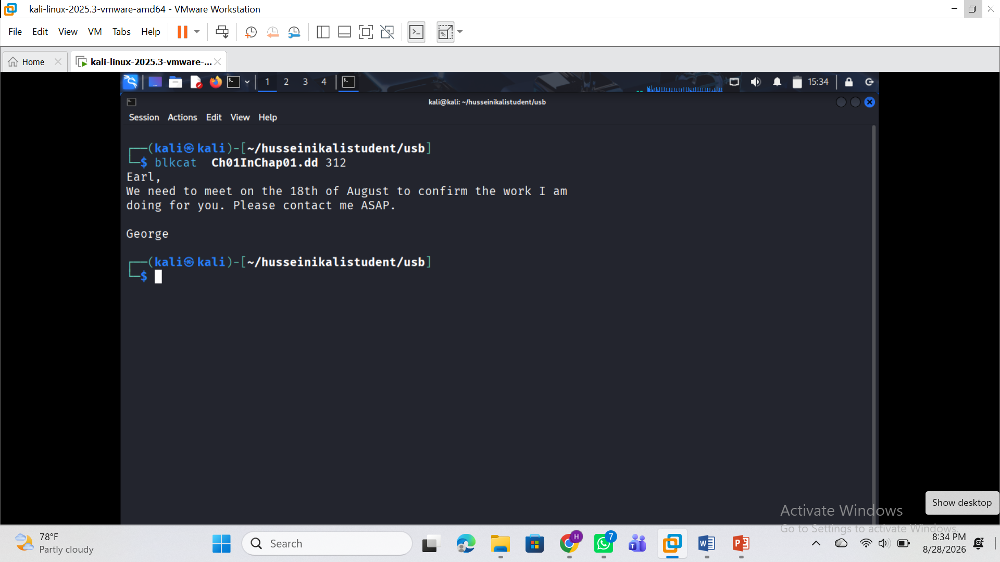 kali-linux-2025.3-vmware-amd64 - VMware Workstation
File Edit View VM Tabs Help
Home kali-linux-2025.3-vmware-...
1 2 3 4 15:34
kali@kali: ~/husseinikalistudent/usb
Session Actions Edit View Help
┌──(kali㉿kali)-[~/husseinikalistudent/usb]
└─$ blkcat  Ch01InChap01.dd 312
Earl,
We need to meet on the 18th of August to confirm the work I am
doing for you. Please contact me ASAP.
George
┌──(kali㉿kali)-[~/husseinikalistudent/usb]
└─$
Show desktop
Activate Windows
Go to Settings to activate Windows.
78°F
Partly cloudy
Search
H
7
8:34 PM
8/28/2026